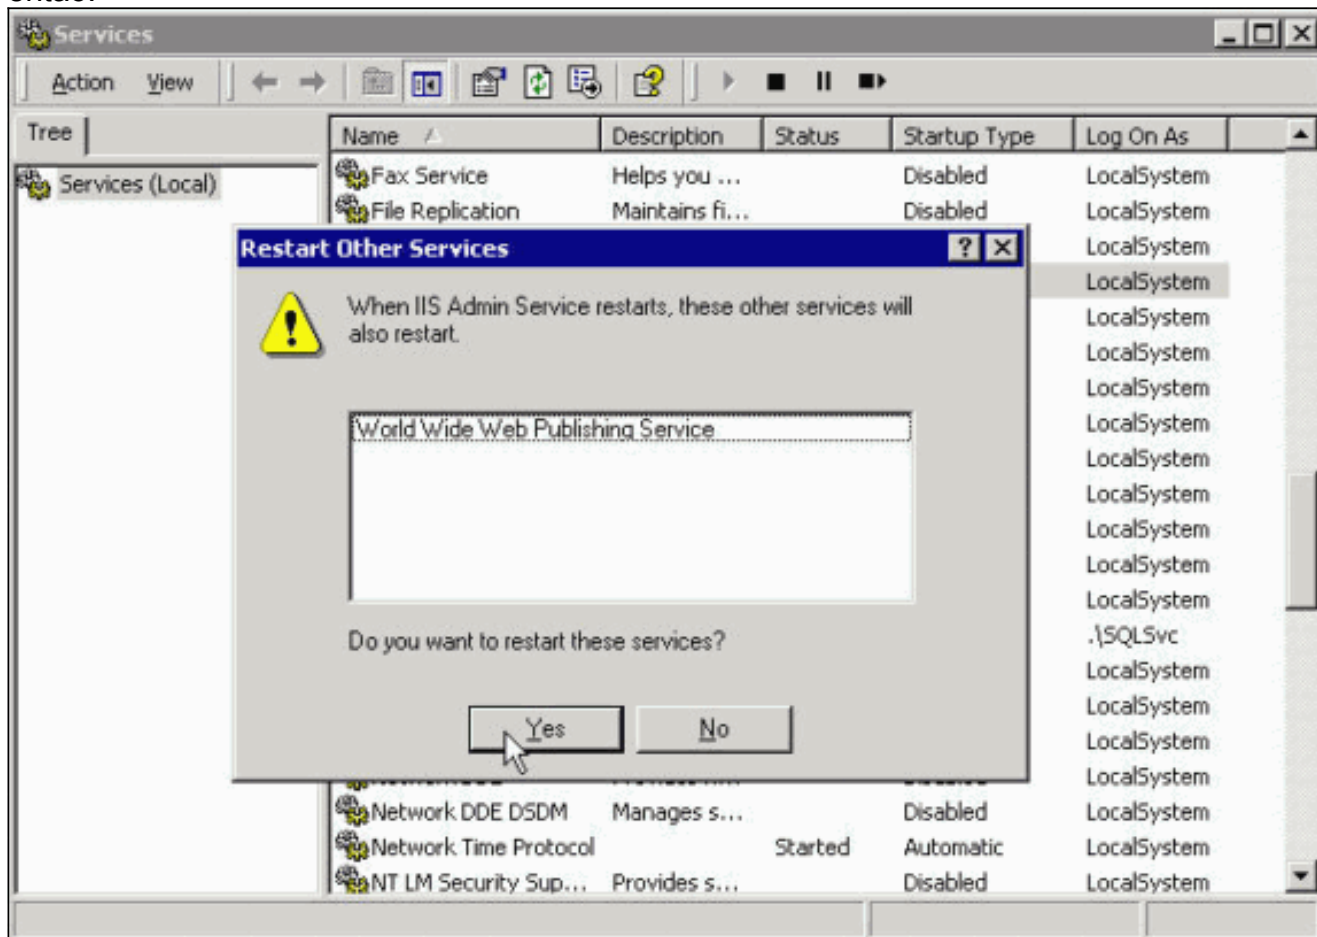 Services
Action View
Tree
Name Description Status Startup Type Log On As
Services (Local)
Fax Service Helps you ... Disabled LocalSystem
File Replication Maintains fi... Disabled LocalSystem
LocalSystem
LocalSystem
LocalSystem
LocalSystem
LocalSystem
LocalSystem
LocalSystem
LocalSystem
LocalSystem
LocalSystem
LocalSystem
.\SQLSvc
LocalSystem
LocalSystem
LocalSystem
LocalSystem
Restart Other Services
When IIS Admin Service restarts, these other services will
also restart.
World Wide Web Publishing Service
Do you want to restart these services?
Yes No
Network DDE DSDM Manages s... Disabled LocalSystem
Network Time Protocol Started Automatic LocalSystem
NT LM Security Sup... Provides s... Disabled LocalSystem